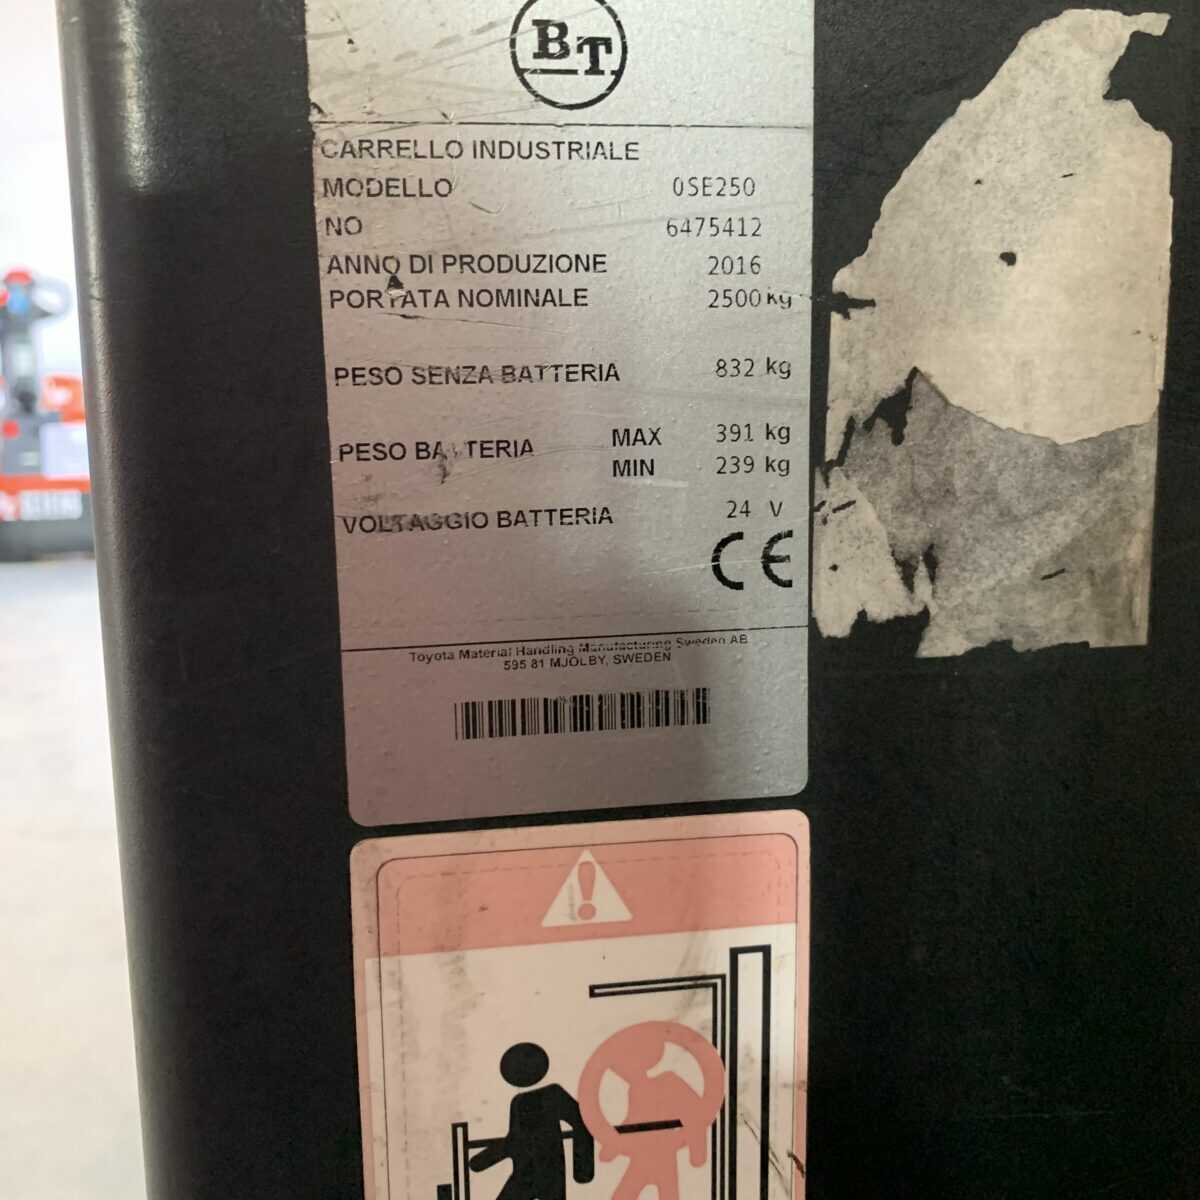 BT
CARRELLO INDUSTRIALE
MODELLO 0SE250
NO 6475412
ANNO DI PRODUZIONE 2016
PORTATA NOMINALE 2500 kg
PESO SENZA BATTERIA 832 kg
PESO BATTERIA MAX 391 kg
MIN 239 kg
VOLTAGGIO BATTERIA 24 V
CE
Toyota Material Handling Manufacturing Sweden AB
595 81 MJÖLBY, SWEDEN